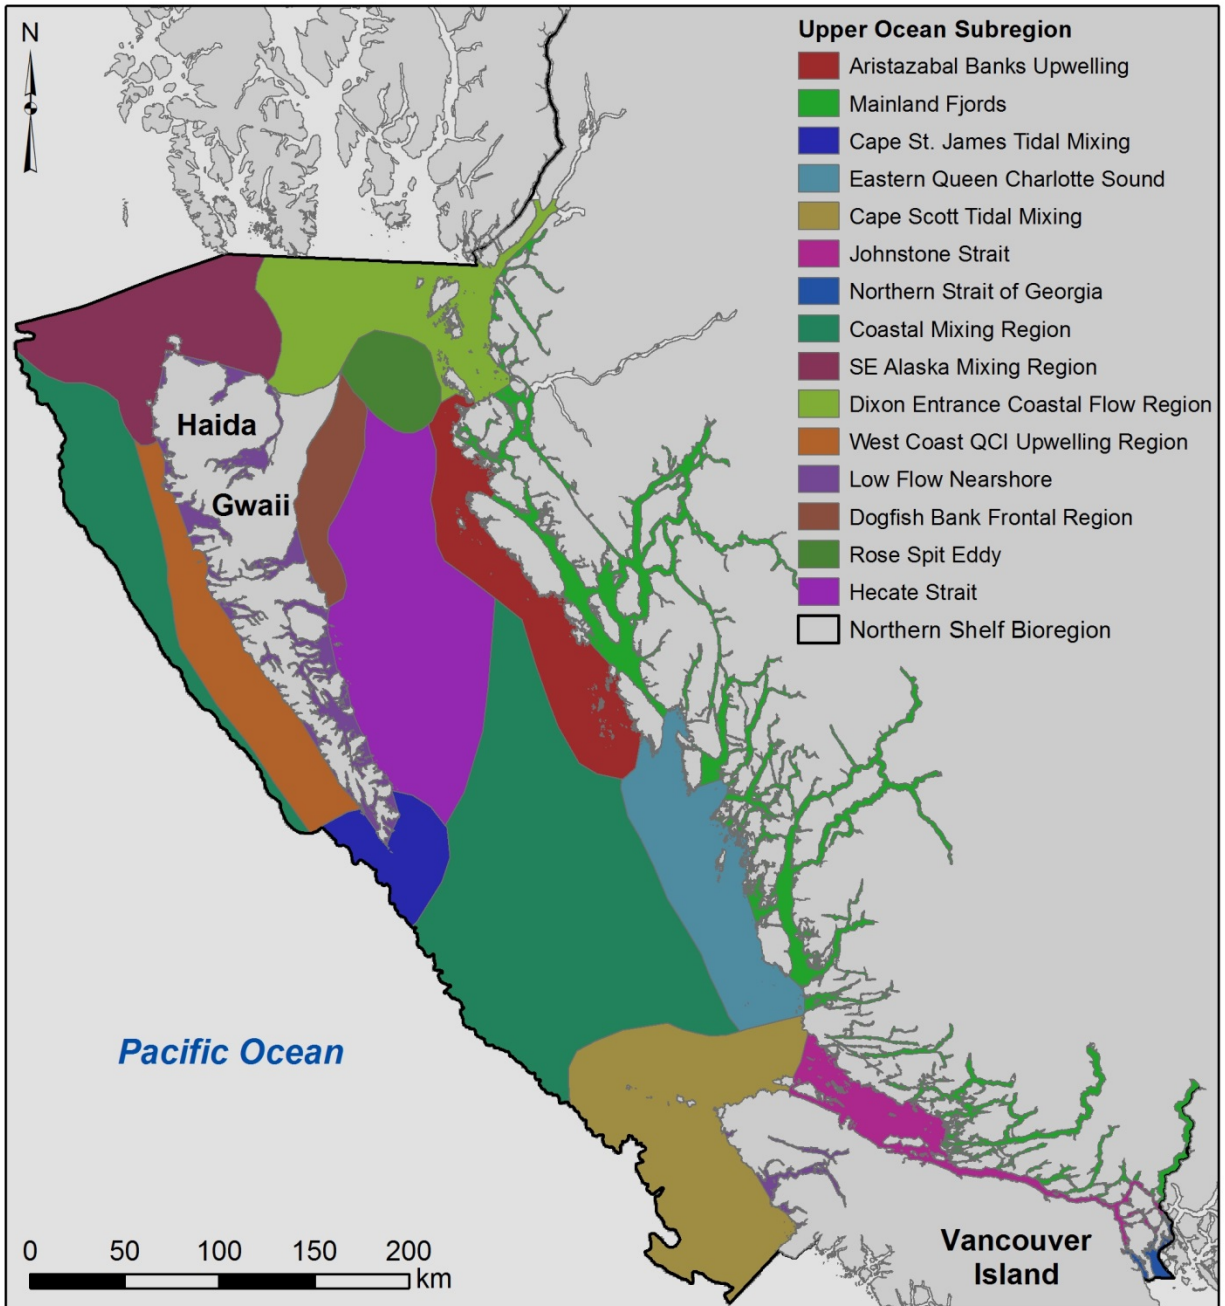 N
Upper Ocean Subregion
Aristazabal Banks Upwelling
Mainland Fjords
Cape St. James Tidal Mixing
Eastern Queen Charlotte Sound
Cape Scott Tidal Mixing
Johnstone Strait
Northern Strait of Georgia
Coastal Mixing Region
SE Alaska Mixing Region
Dixon Entrance Coastal Flow Region
West Coast QCI Upwelling Region
Low Flow Nearshore
Dogfish Bank Frontal Region
Rose Spit Eddy
Hecate Strait
Northern Shelf Bioregion
Haida
Gwaii
Pacific Ocean
Vancouver
Island
0 50 100 150 200
km